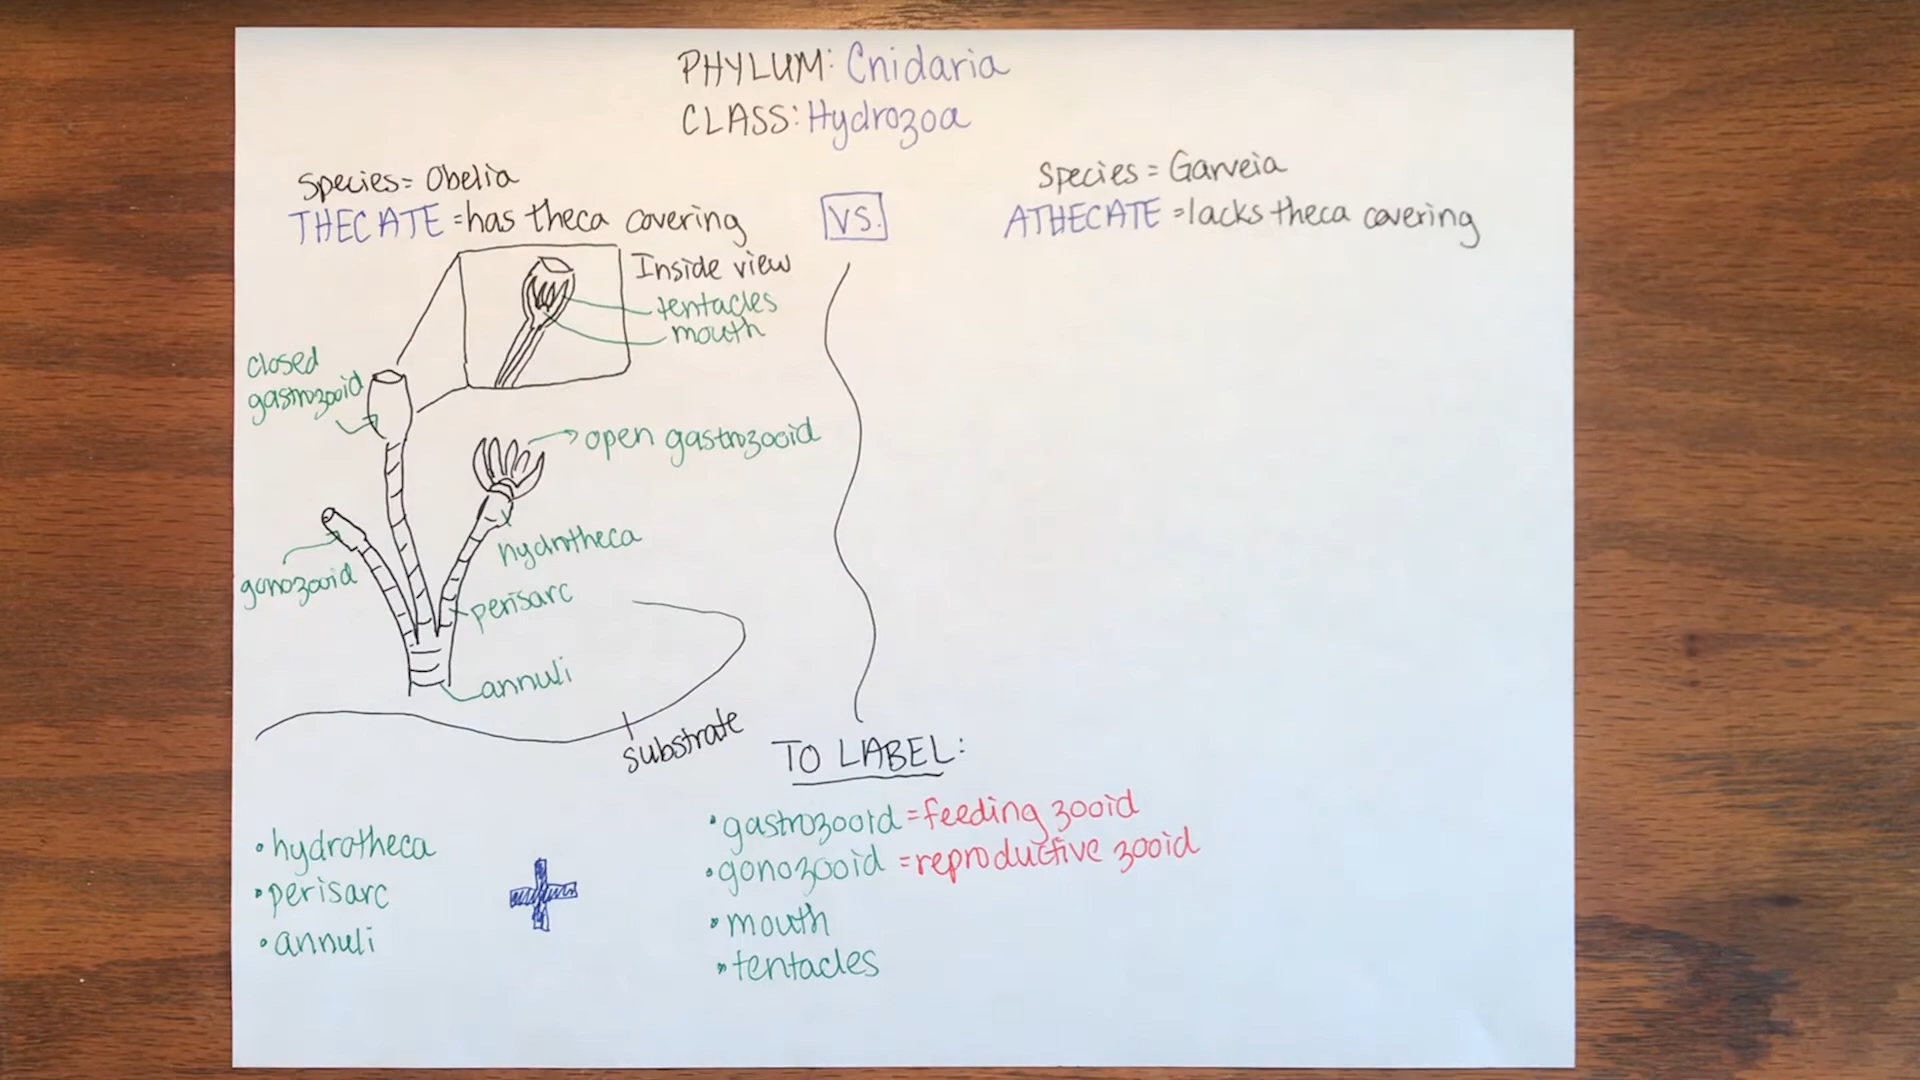 PHYLUM: Cnidaria
CLASS: Hydrozoa
Species = Obelia
THECATE = has theca covering
VS.
Species = Garveia
ATHECATE = lacks theca covering
Inside view
tentacles
mouth
closed
gastrozooid
open gastrozooid
hydrotheca
gonozooid
perisarc
annuli
substrate
TO LABEL:
• hydrotheca
• perisarc
• annuli
• gastrozooid = feeding zooid
• gonozooid = reproductive zooid
• mouth
• tentacles